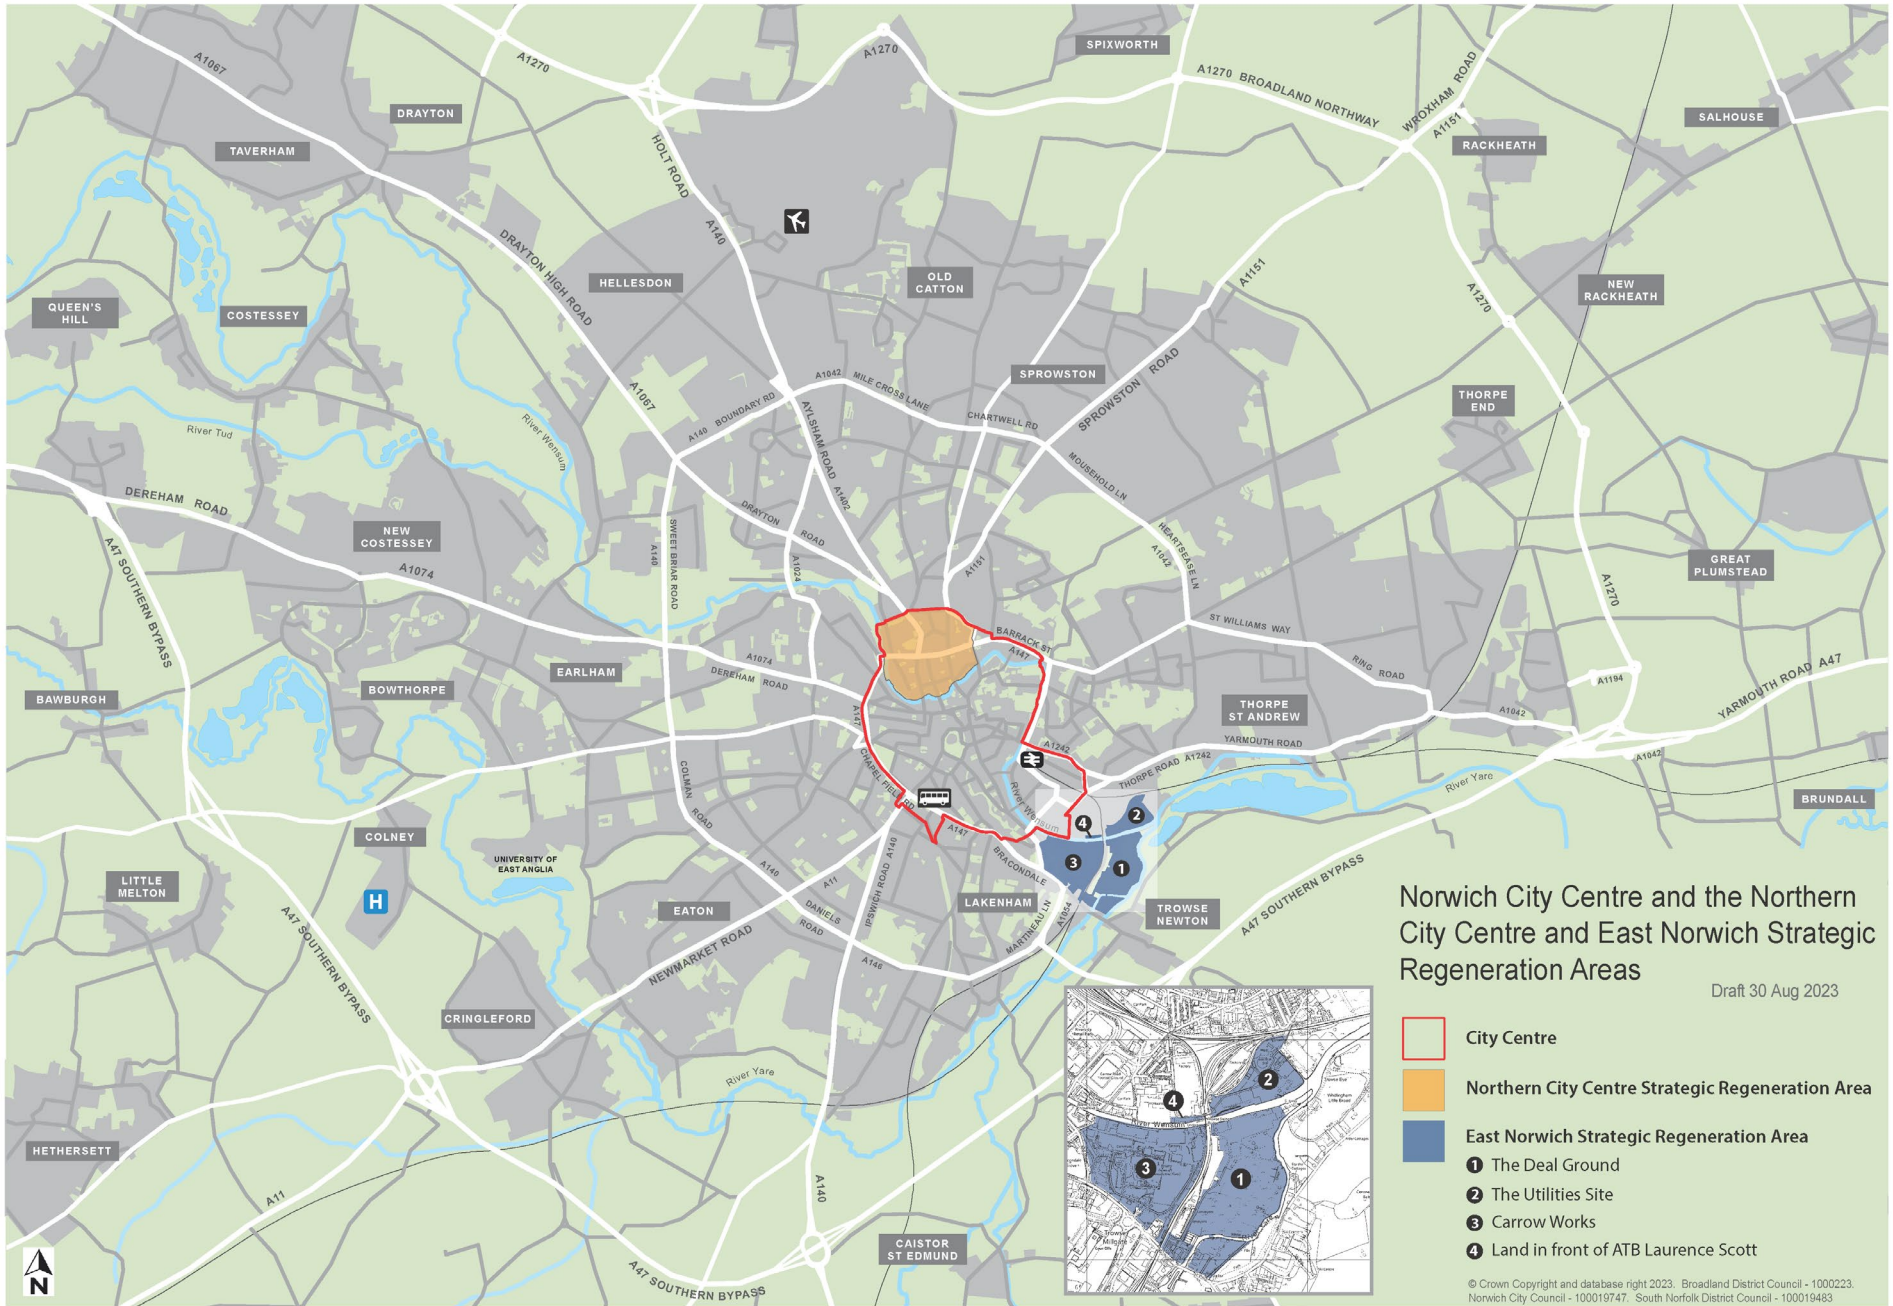 A1067
A1270
A1270
SPIXWORTH
A1270 BROADLAND NORTHWAY
WROXHAM ROAD
A1151
SALHOUSE
DRAYTON
TAVERHAM
RACKHEATH
HOLT ROAD
A140
DRAYTON HIGH ROAD
HELLESDON
OLD
CATTON
A1151
A1270
NEW
RACKHEATH
QUEEN'S
HILL
COSTESSEY
SPROWSTON
SPROWSTON ROAD
A1067
A1042
MILE CROSS LANE
A140 BOUNDARY RD
CHARTWELL RD
THORPE
END
River Tud
River Wensum
AYLSHAM ROAD
A1402
MOUSEHOLD LN
DEREHAM ROAD
DRAYTON ROAD
NEW
COSTESSEY
A1074
A47 SOUTHERN BYPASS
A140
SWEET BRIAR ROAD
A1024
A1151
HEARTSEASE LN
A1042
GREAT
PLUMSTEAD
A1270
ST WILLIAMS WAY
BARRACK ST
A147
RING ROAD
EARLHAM
A1074
DEREHAM ROAD
BOWTHORPE
BAWBURGH
A1194
YARMOUTH ROAD A47
THORPE
ST ANDREW
A1042
A147
YARMOUTH ROAD
A1242
THORPE ROAD A1242
A1042
CHAPEL FIELD RD
River Yare
BRUNDALL
COLMAN
ROAD
River Wensum
4
2
3
1
COLNEY
UNIVERSITY OF
EAST ANGLIA
A147
A140
BRACONDALE
LITTLE
MELTON
H
A11
A140
IPSWICH ROAD
DANIELS
ROAD
EATON
LAKENHAM
MARTINEAU LN
A1054
TROWSE
NEWTON
A47 SOUTHERN BYPASS
A47 SOUTHERN BYPASS
NEWMARKET ROAD
A146
CRINGLEFORD
River Yare
HETHERSETT
A11
A140
CAISTOR
ST EDMUND
A47 SOUTHERN BYPASS
N
2
4
River Wensum
3
1
Trowse
Millgate
Norwich City Centre and the Northern
City Centre and East Norwich Strategic
Regeneration Areas
Draft 30 Aug 2023
City Centre
Northern City Centre Strategic Regeneration Area
East Norwich Strategic Regeneration Area
1 The Deal Ground
2 The Utilities Site
3 Carrow Works
4 Land in front of ATB Laurence Scott
© Crown Copyright and database right 2023. Broadland District Council - 1000223.
Norwich City Council - 100019747. South Norfolk District Council - 100019483